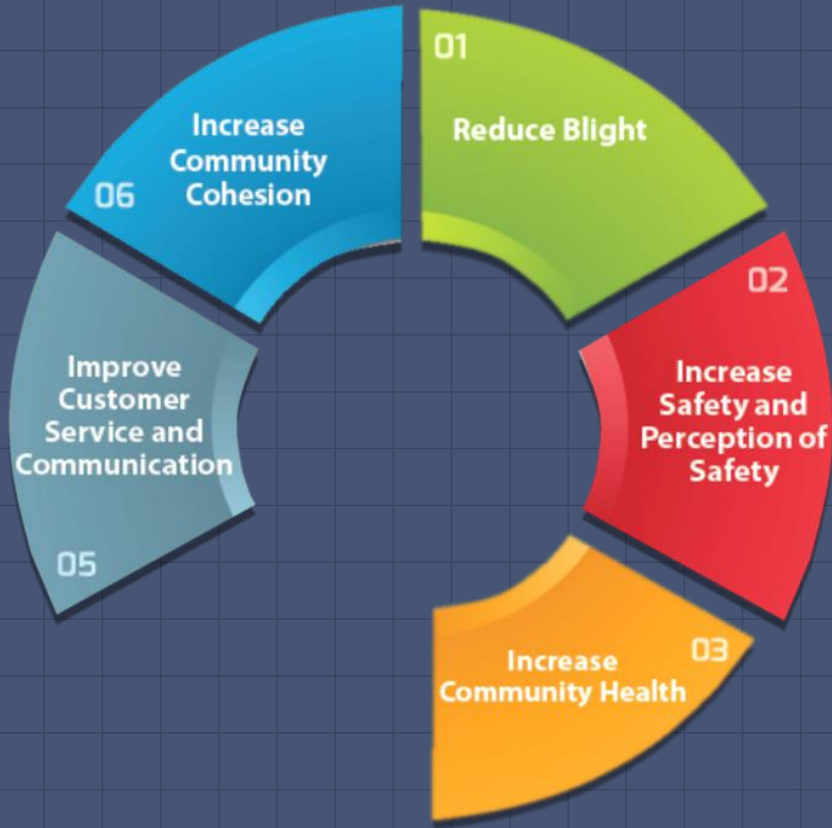 01
Reduce Blight
02
Increase
Safety and
Perception of
Safety
03
Increase
Community Health
05
Improve
Customer
Service and
Communication
06
Increase
Community
Cohesion